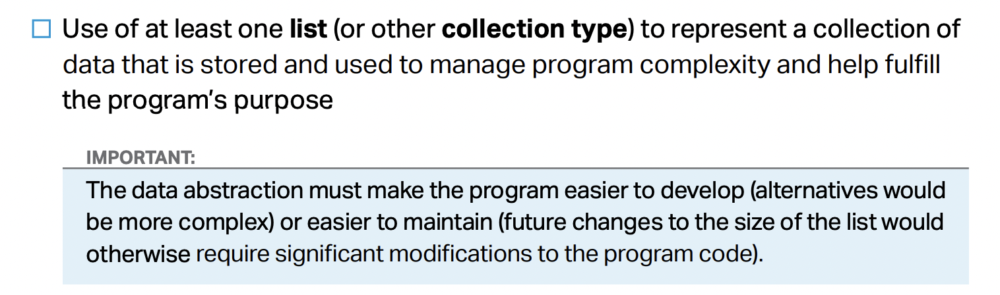 Use of at least one list (or other collection type) to represent a collection of
data that is stored and used to manage program complexity and help fulfill
the program's purpose
IMPORTANT:
The data abstraction must make the program easier to develop (alternatives would
be more complex) or easier to maintain (future changes to the size of the list would
otherwise require significant modifications to the program code).